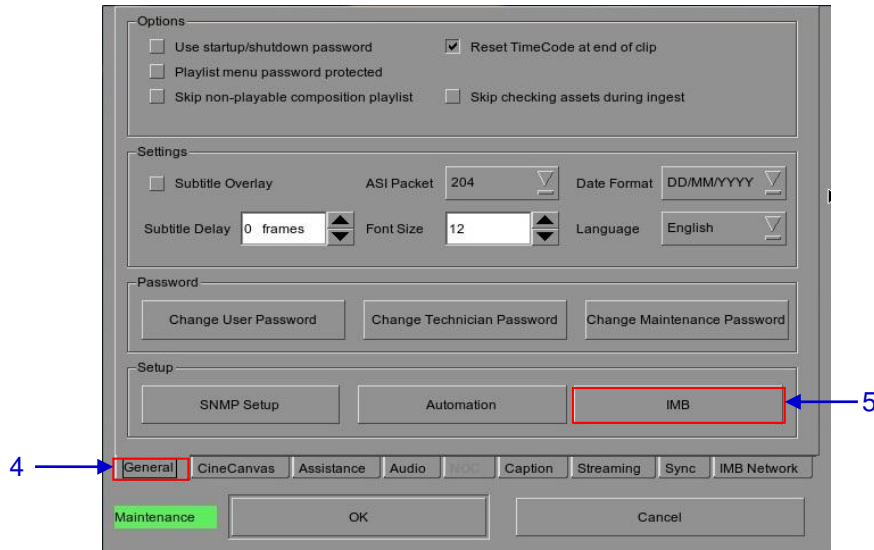 Options
Use startup/shutdown password Reset TimeCode at end of clip
Playlist menu password protected
Skip non-playable composition playlist Skip checking assets during ingest
Settings
Subtitle Overlay ASI Packet 204 Date Format DD/MM/YYYY
Subtitle Delay 0 frames Font Size 12 Language English
Password
Change User Password Change Technician Password Change Maintenance Password
Setup
SNMP Setup Automation IMB 5
4 General CineCanvas Assistance Audio NOC Caption Streaming Sync IMB Network
Maintenance OK Cancel